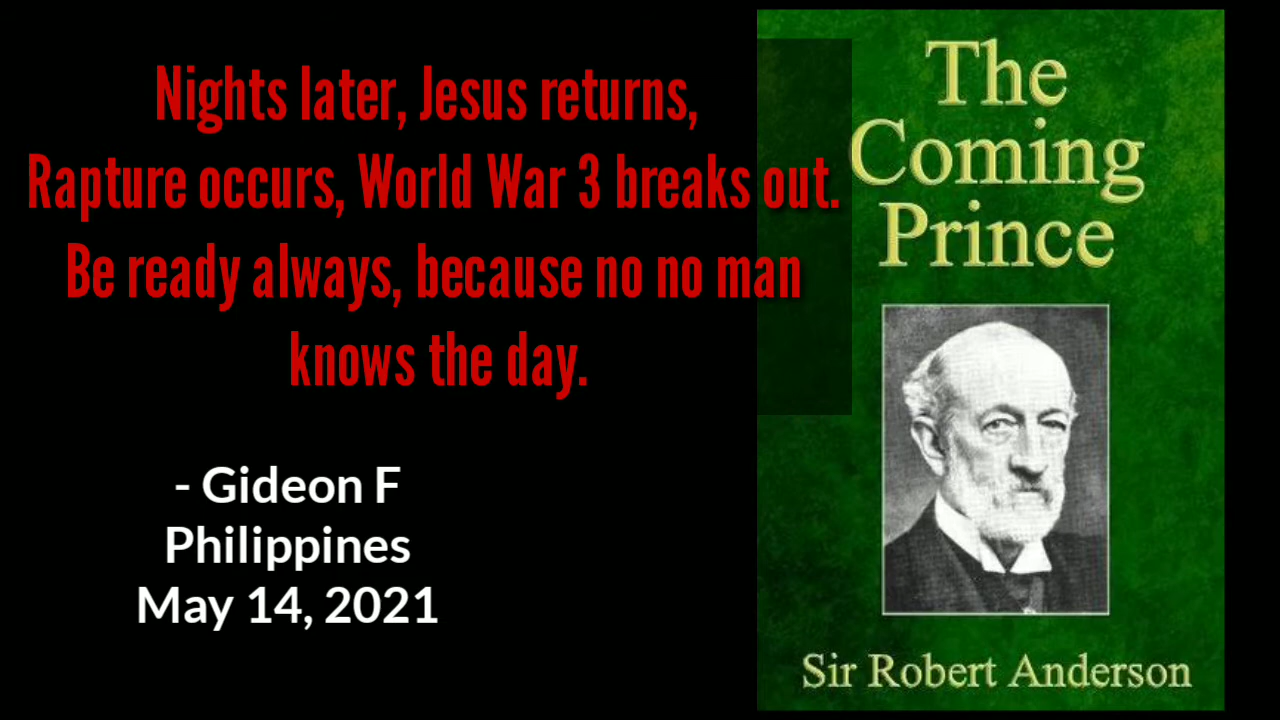 Nights later, Jesus returns,
Rapture occurs, World War 3 breaks out.
Be ready always, because no no man
knows the day.
- Gideon F
Philippines
May 14, 2021
The
Coming
Prince
Sir Robert Anderson